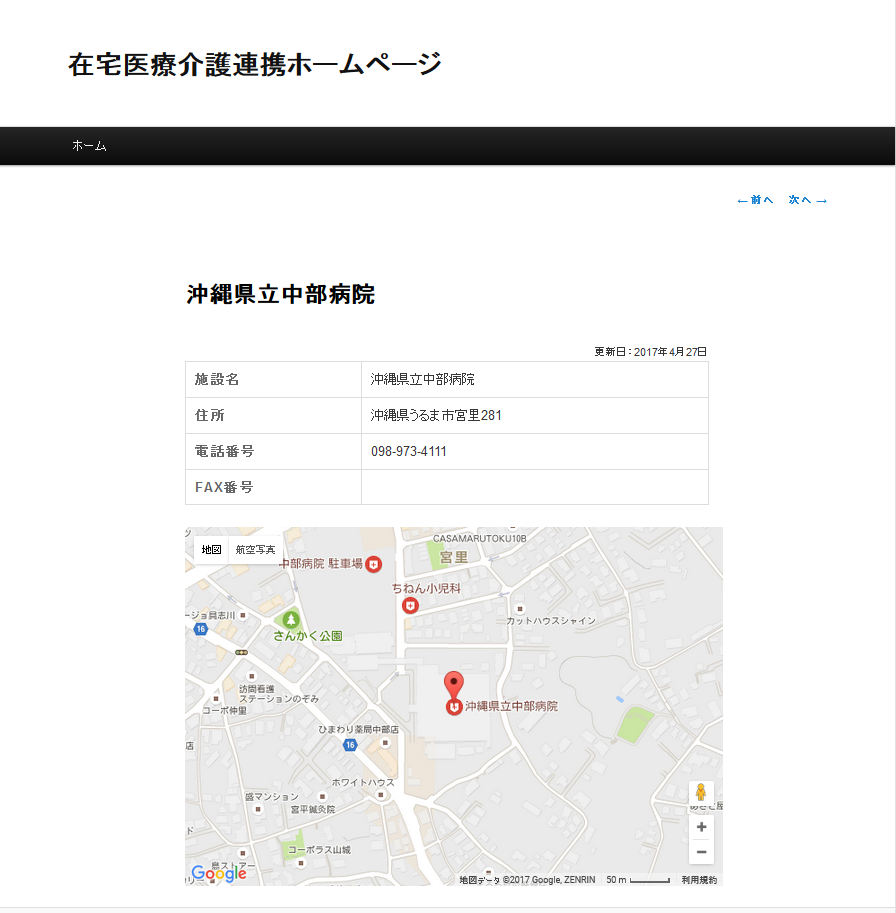 在宅医療介護連携ホームページ
ホーム
←前へ 次へ→
沖縄県立中部病院
更新日：2017年4月27日
施設名 沖縄県立中部病院
住所 沖縄県うるま市宮里281
電話番号 098-973-4111
FAX番号
地図 航空写真
CASAMARUTOKU10B
宮里
中部病院 駐車場
ちねん小児科
ージョ具志川
16
カットハウスシャイン
さんかく公園
訪問看護
ステーションのぞみ
コーポ仲里
沖縄県立中部病院
ひまわり薬局中部店
16
店
ホワイトハウス
盛マンション
宮平鍼灸院
コーポラス山城
島ストアー
Google
地図データ ©2017 Google, ZENRIN 50 m 利用規約